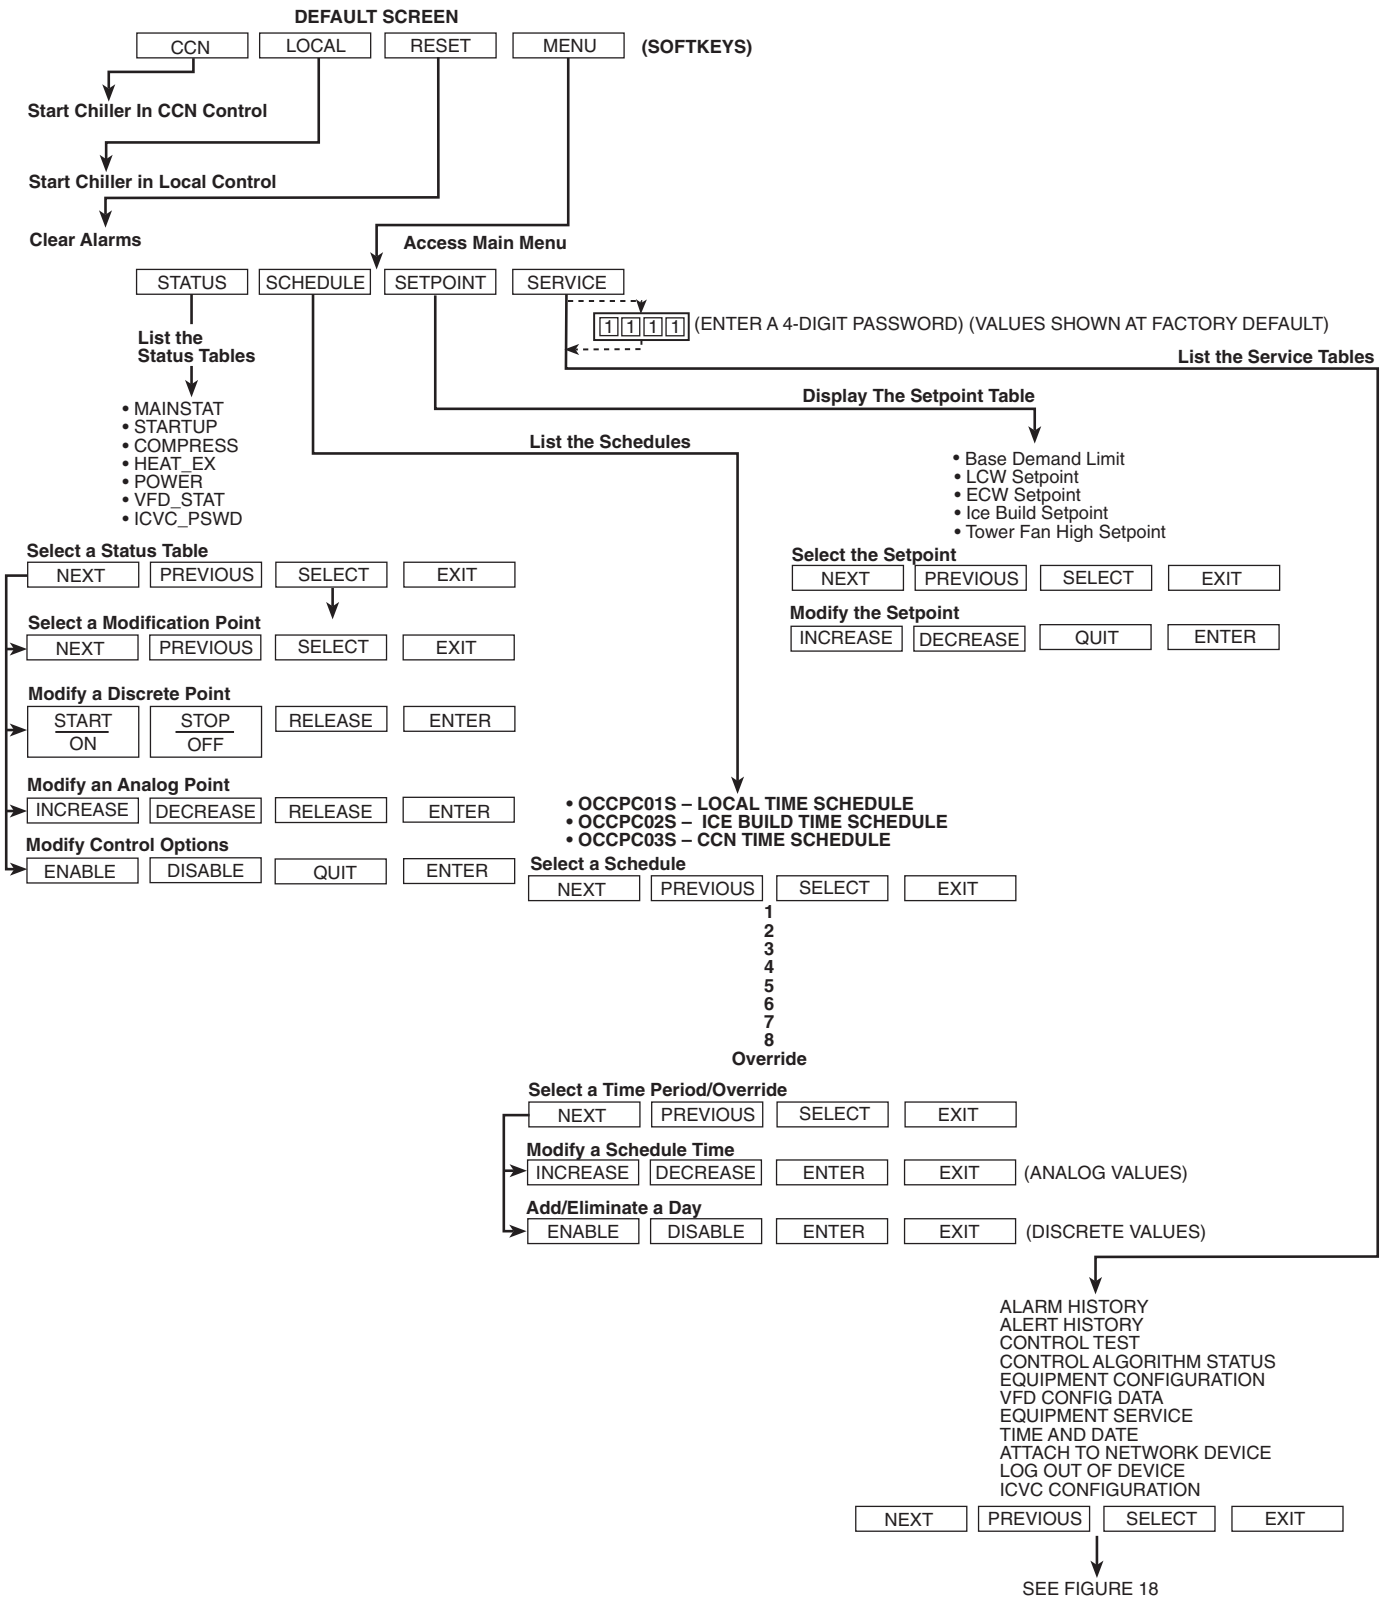 DEFAULT SCREEN
CCN LOCAL RESET MENU (SOFTKEYS)
Start Chiller In CCN Control
Start Chiller in Local Control
Clear Alarms
Access Main Menu
STATUS SCHEDULE SETPOINT SERVICE
1 1 1 1 (ENTER A 4-DIGIT PASSWORD) (VALUES SHOWN AT FACTORY DEFAULT)
List the
Status Tables
List the Service Tables
Display The Setpoint Table
List the Schedules
• MAINSTAT
• STARTUP
• COMPRESS
• HEAT_EX
• POWER
• VFD_STAT
• ICVC_PSWD
• Base Demand Limit
• LCW Setpoint
• ECW Setpoint
• Ice Build Setpoint
• Tower Fan High Setpoint
Select a Status Table
NEXT PREVIOUS SELECT EXIT
Select the Setpoint
NEXT PREVIOUS SELECT EXIT
Select a Modification Point
NEXT PREVIOUS SELECT EXIT
Modify the Setpoint
INCREASE DECREASE QUIT ENTER
Modify a Discrete Point
START STOP RELEASE ENTER
ON OFF
Modify an Analog Point
INCREASE DECREASE RELEASE ENTER
Modify Control Options
ENABLE DISABLE QUIT ENTER
• OCCPC01S – LOCAL TIME SCHEDULE
• OCCPC02S – ICE BUILD TIME SCHEDULE
• OCCPC03S – CCN TIME SCHEDULE
Select a Schedule
NEXT PREVIOUS SELECT EXIT
1
2
3
4
5
6
7
8
Override
Select a Time Period/Override
NEXT PREVIOUS SELECT EXIT
Modify a Schedule Time
INCREASE DECREASE ENTER EXIT (ANALOG VALUES)
Add/Eliminate a Day
ENABLE DISABLE ENTER EXIT (DISCRETE VALUES)
ALARM HISTORY
ALERT HISTORY
CONTROL TEST
CONTROL ALGORITHM STATUS
EQUIPMENT CONFIGURATION
VFD CONFIG DATA
EQUIPMENT SERVICE
TIME AND DATE
ATTACH TO NETWORK DEVICE
LOG OUT OF DEVICE
ICVC CONFIGURATION
NEXT PREVIOUS SELECT EXIT
SEE FIGURE 18